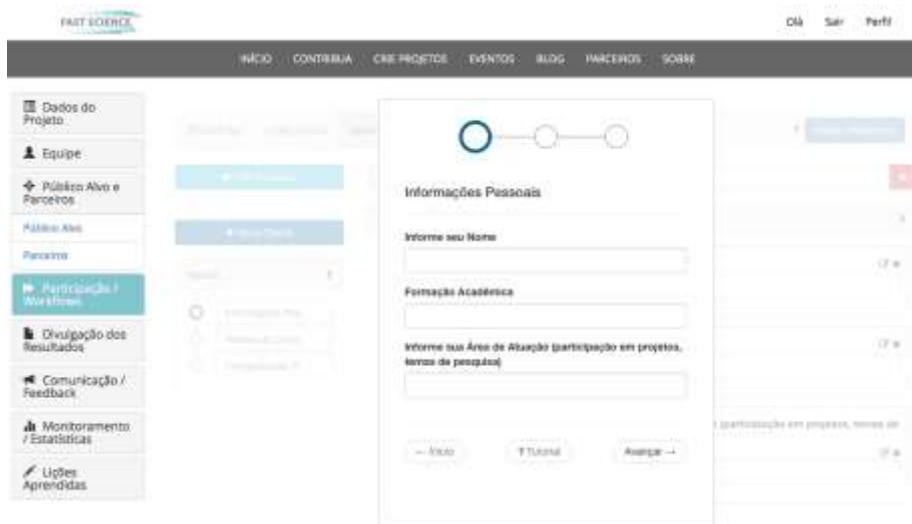 FAST SCIENCE
Olá Sair Perfil
INÍCIO CONTRIBUA CRIE PROJETOS EVENTOS BLOG PARCEIROS SOBRE
Dados do
Projeto
Equipe
Público Alvo e
Parceiros
Público Alvo
Parceiros
Participação /
Workflows
Divulgação dos
Resultados
Comunicação /
Feedback
Monitoramento
/ Estatísticas
Lições
Aprendidas
Informações Pessoais
Informe seu Nome
Formação Acadêmica
Informe sua Área de Atuação (participação em projetos,
temas de pesquisa)
← Início
? Tutorial
Avançar →
(participação em projetos, temas de